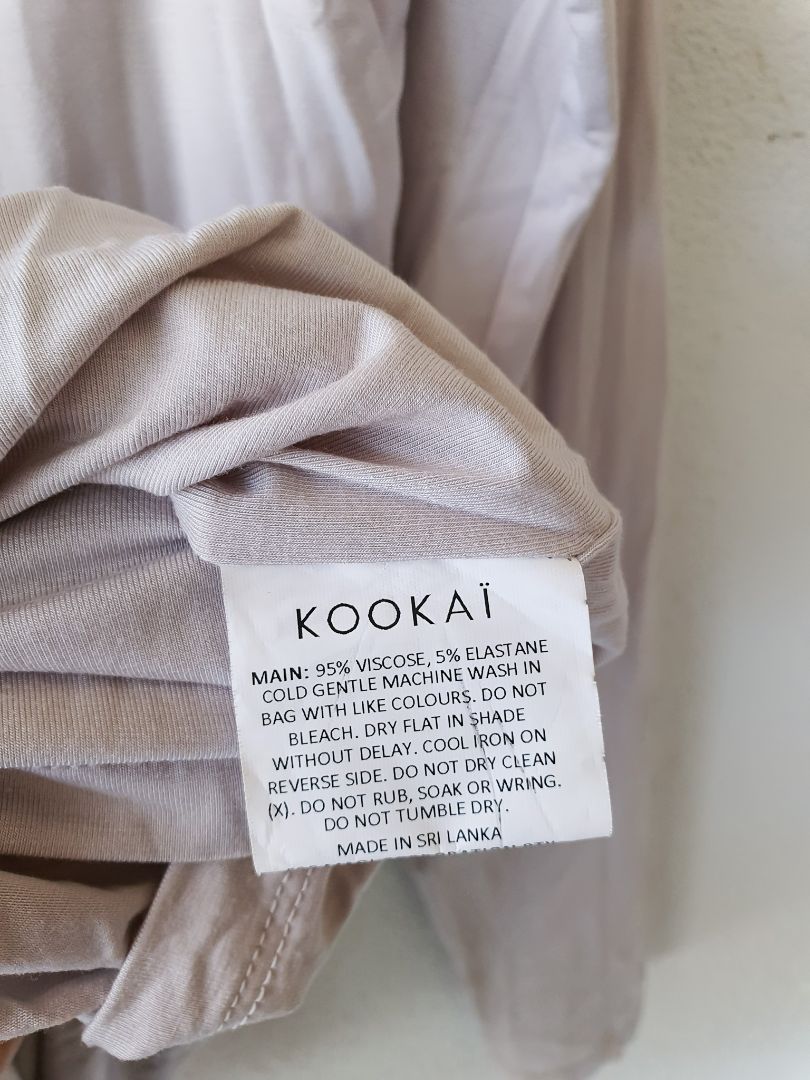 KOOKAÏ
MAIN: 95% VISCOSE, 5% ELASTANE
COLD GENTLE MACHINE WASH IN
BAG WITH LIKE COLOURS. DO NOT
BLEACH. DRY FLAT IN SHADE
WITHOUT DELAY. COOL IRON ON
REVERSE SIDE. DO NOT DRY CLEAN
(X). DO NOT RUB, SOAK OR WRING.
DO NOT TUMBLE DRY.
MADE IN SRI LANKA